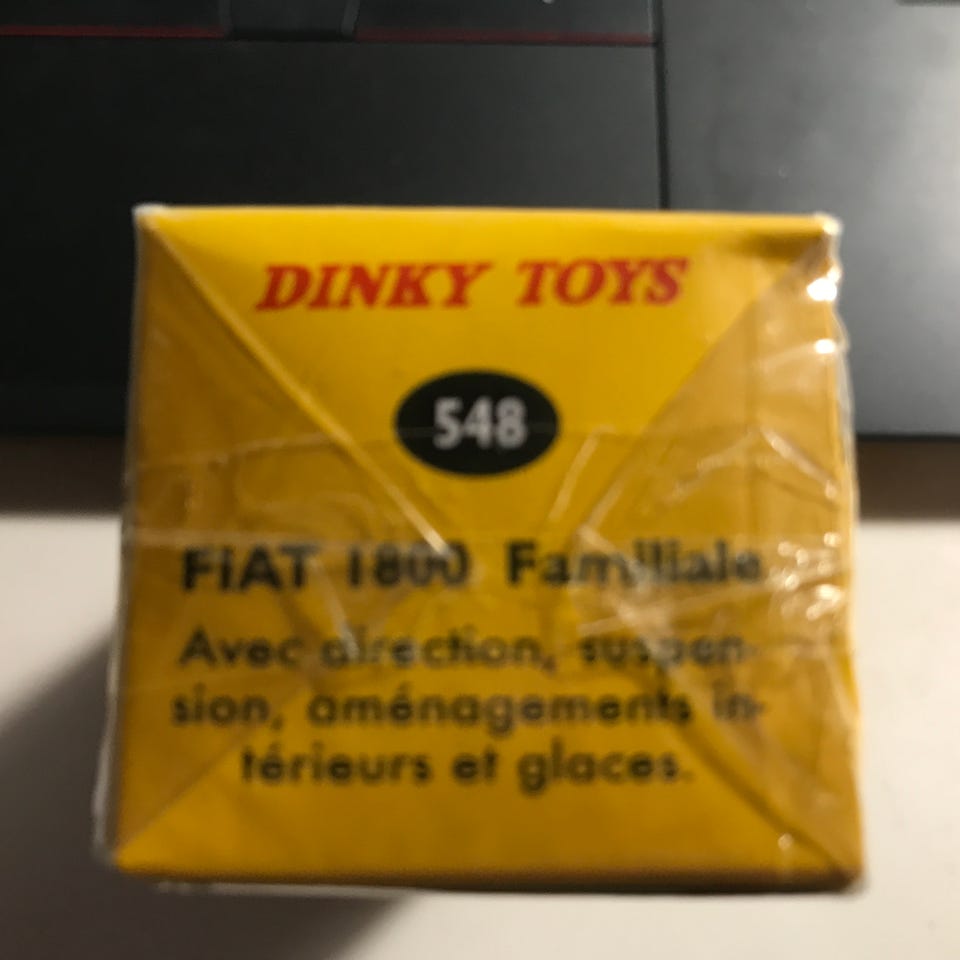 DINKY TOYS
548
FiAT 1800 Familiale
Avec direction, suspen-
sion, aménagements in-
térieurs et glaces.